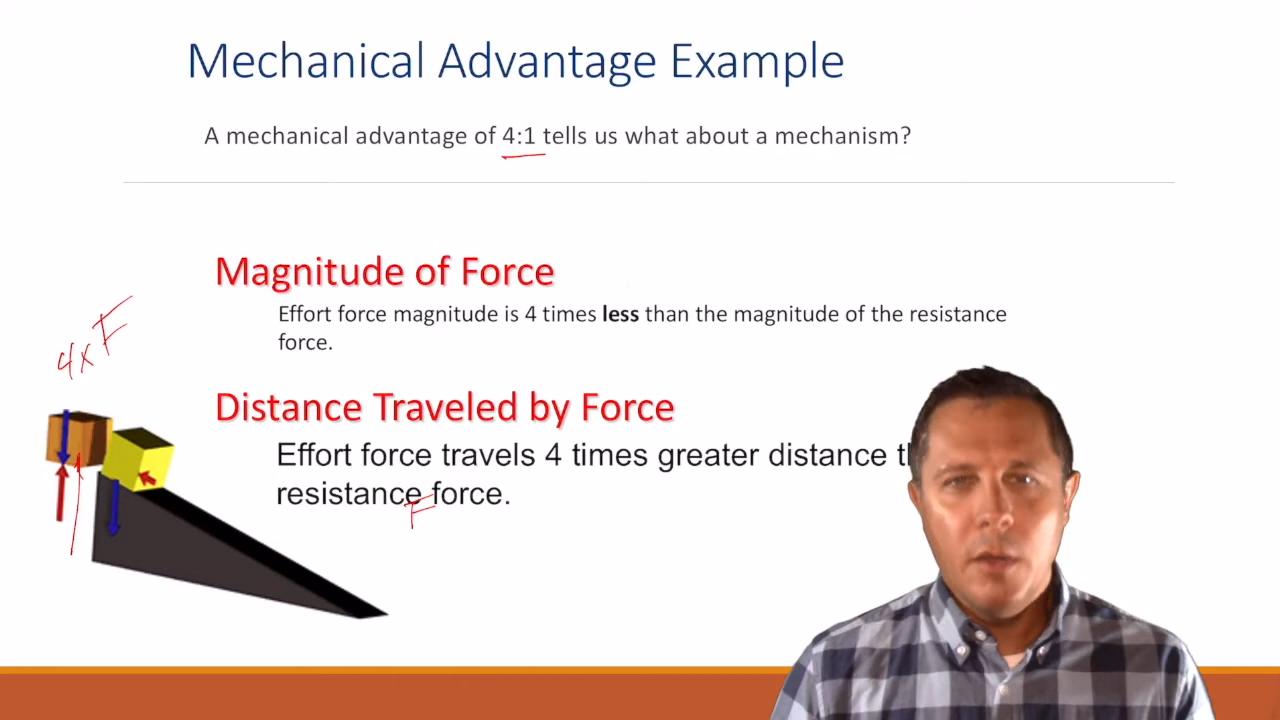 Mechanical Advantage Example
A mechanical advantage of 4:1 tells us what about a mechanism?
Magnitude of Force
Effort force magnitude is 4 times less than the magnitude of the resistance
force.
4x F
Distance Traveled by Force
Effort force travels 4 times greater distance
resistance force.
F